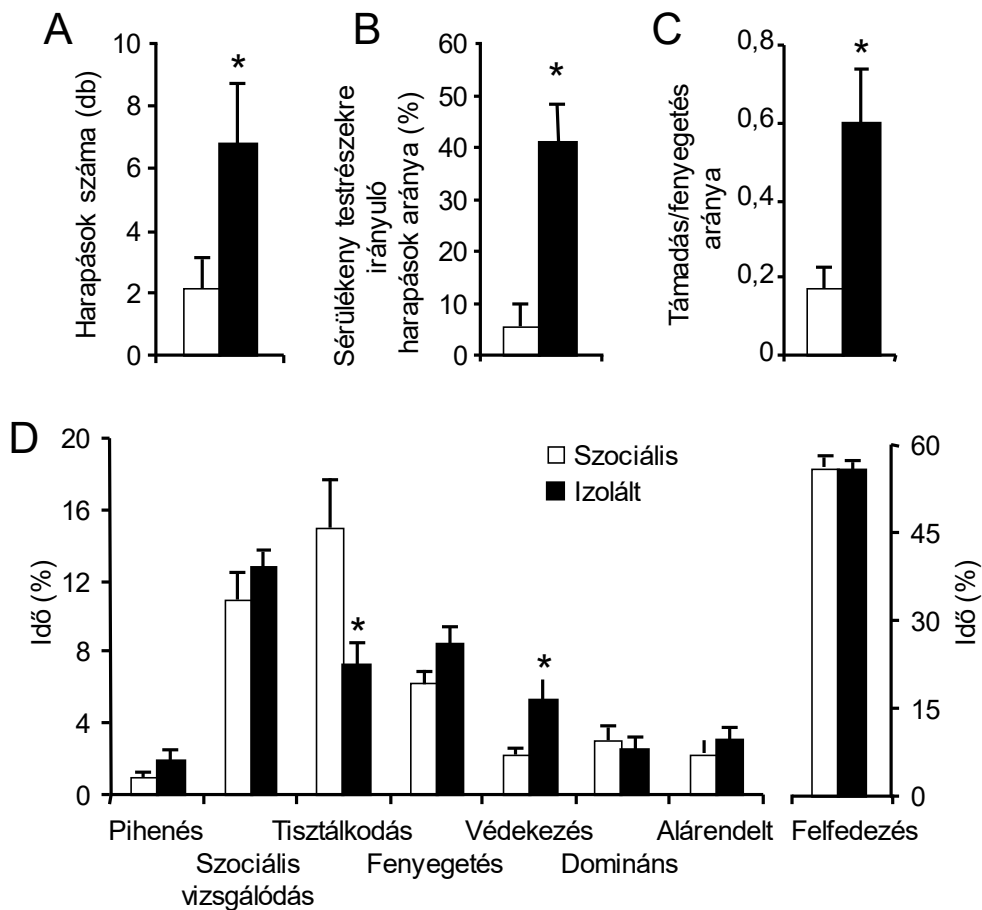 A
Harapások száma (db)
10
8
6
4
2
0
*
B
Sérülékeny testrészekre
irányuló
harapások aránya (%)
60
50
40
30
20
10
0
*
C
Támadás/fenyegetés
aránya
0,8
0,6
0,4
0,2
0
*
D
Idő (%)
20
16
12
8
4
0
Szociális
Izolált
*
*
60
45
30
15
0
Idő (%)
Pihenés
Szociális
vizsgálódás
Tisztálkodás
Fenyegetés
Védekezés
Domináns
Alárendelt
Felfedezés